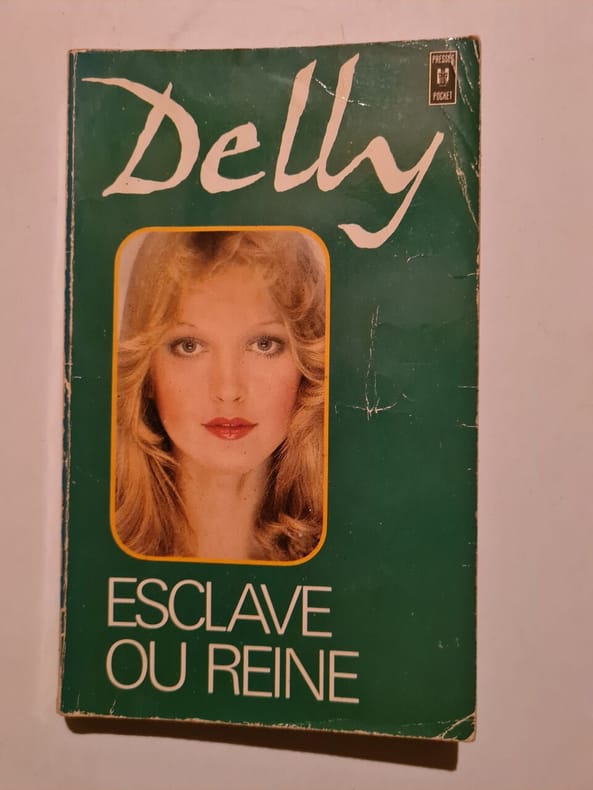 Delly
PRESSES
POCKET
ESCLAVE
OU REINE